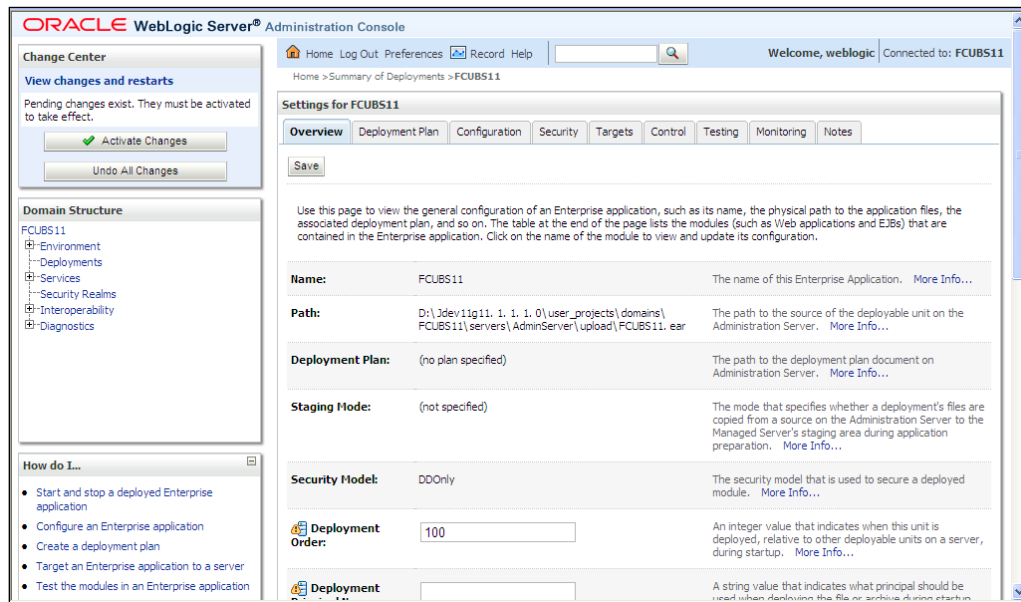 ORACLE WebLogic Server® Administration Console
Change Center
View changes and restarts
Pending changes exist. They must be activated
to take effect.
Activate Changes
Undo All Changes
Domain Structure
FCUBS11
Environment
Deployments
Services
Security Realms
Interoperability
Diagnostics
How do I...
Start and stop a deployed Enterprise
application
Configure an Enterprise application
Create a deployment plan
Target an Enterprise application to a server
Test the modules in an Enterprise application
Home Log Out Preferences Record Help
Welcome, weblogic Connected to: FCUBS11
Home >Summary of Deployments >FCUBS11
Settings for FCUBS11
Overview Deployment Plan Configuration Security Targets Control Testing Monitoring Notes
Save
Use this page to view the general configuration of an Enterprise application, such as its name, the physical path to the application files, the
associated deployment plan, and so on. The table at the end of the page lists the modules (such as Web applications and EJBs) that are
contained in the Enterprise application. Click on the name of the module to view and update its configuration.
Name: FCUBS11 The name of this Enterprise Application. More Info...
Path: D:\Jdev11g11. 1. 1. 1. 0\user_projects\domains\ The path to the source of the deployable unit on the
FCUBS11\servers\AdminServer\upload\FCUBS11. ear Administration Server. More Info...
Deployment Plan: (no plan specified) The path to the deployment plan document on
Administration Server. More Info...
Staging Mode: (not specified) The mode that specifies whether a deployment's files are
copied from a source on the Administration Server to the
Managed Server's staging area during application
preparation. More Info...
Security Model: DDOnly The security model that is used to secure a deployed
module. More Info...
Deployment Order: 100 An integer value that indicates when this unit is
deployed, relative to other deployable units on a server,
during startup. More Info...
Deployment A string value that indicates what principal should be
used when deploying the file or archive during startup